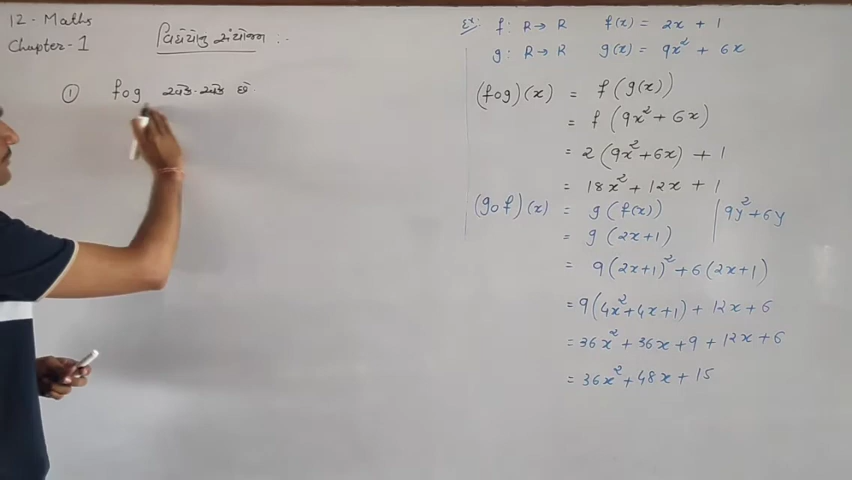 12 - Maths
Chapter - 1
વિધેયોનું સંયોજન :-
① fog એક-એક છે
Ex: f: R → R f(x) = 2x + 1
g: R → R g(x) = 9x² + 6x
(fog)(x) = f(g(x))
= f(9x² + 6x)
= 2(9x² + 6x) + 1
= 18x² + 12x + 1
(gof)(x) = g(f(x)) | 9y² + 6y
= g(2x+1)
= 9(2x+1)² + 6(2x+1)
= 9(4x² + 4x + 1) + 12x + 6
= 36x² + 36x + 9 + 12x + 6
= 36x² + 48x + 15